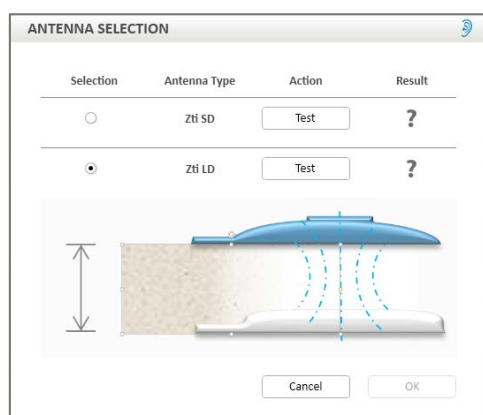 ANTENNA SELECTION
Selection Antenna Type Action Result
Zti SD Test ?
Zti LD Test ?
Cancel OK